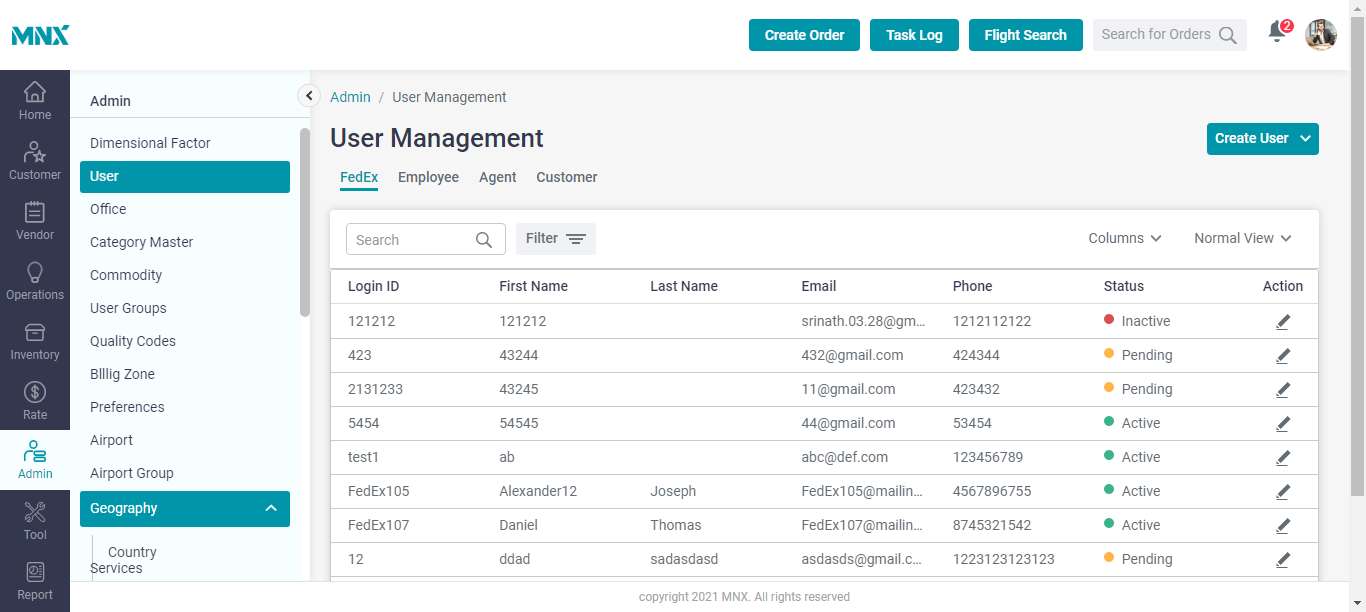 MNX
Create Order
Task Log
Flight Search
Search for Orders
2
Home
Customer
Vendor
Operations
Inventory
Rate
Admin
Tool
Report
Admin
Dimensional Factor
User
Office
Category Master
Commodity
User Groups
Quality Codes
Blllig Zone
Preferences
Airport
Airport Group
Geography
Country
Services
Admin / User Management
User Management
Create User
FedEx Employee Agent Customer
Search
Filter
Columns
Normal View
Login ID First Name Last Name Email Phone Status Action
121212 121212 srinath.03.28@gm... 1212112122 Inactive
423 43244 432@gmail.com 424344 Pending
2131233 43245 11@gmail.com 423432 Pending
5454 54545 44@gmail.com 53454 Active
test1 ab abc@def.com 123456789 Active
FedEx105 Alexander12 Joseph FedEx105@mailin... 4567896755 Active
FedEx107 Daniel Thomas FedEx107@mailin... 8745321542 Active
12 ddad sadasdasd asdasds@gmail.c... 1223123123123 Pending
copyright 2021 MNX. All rights reserved